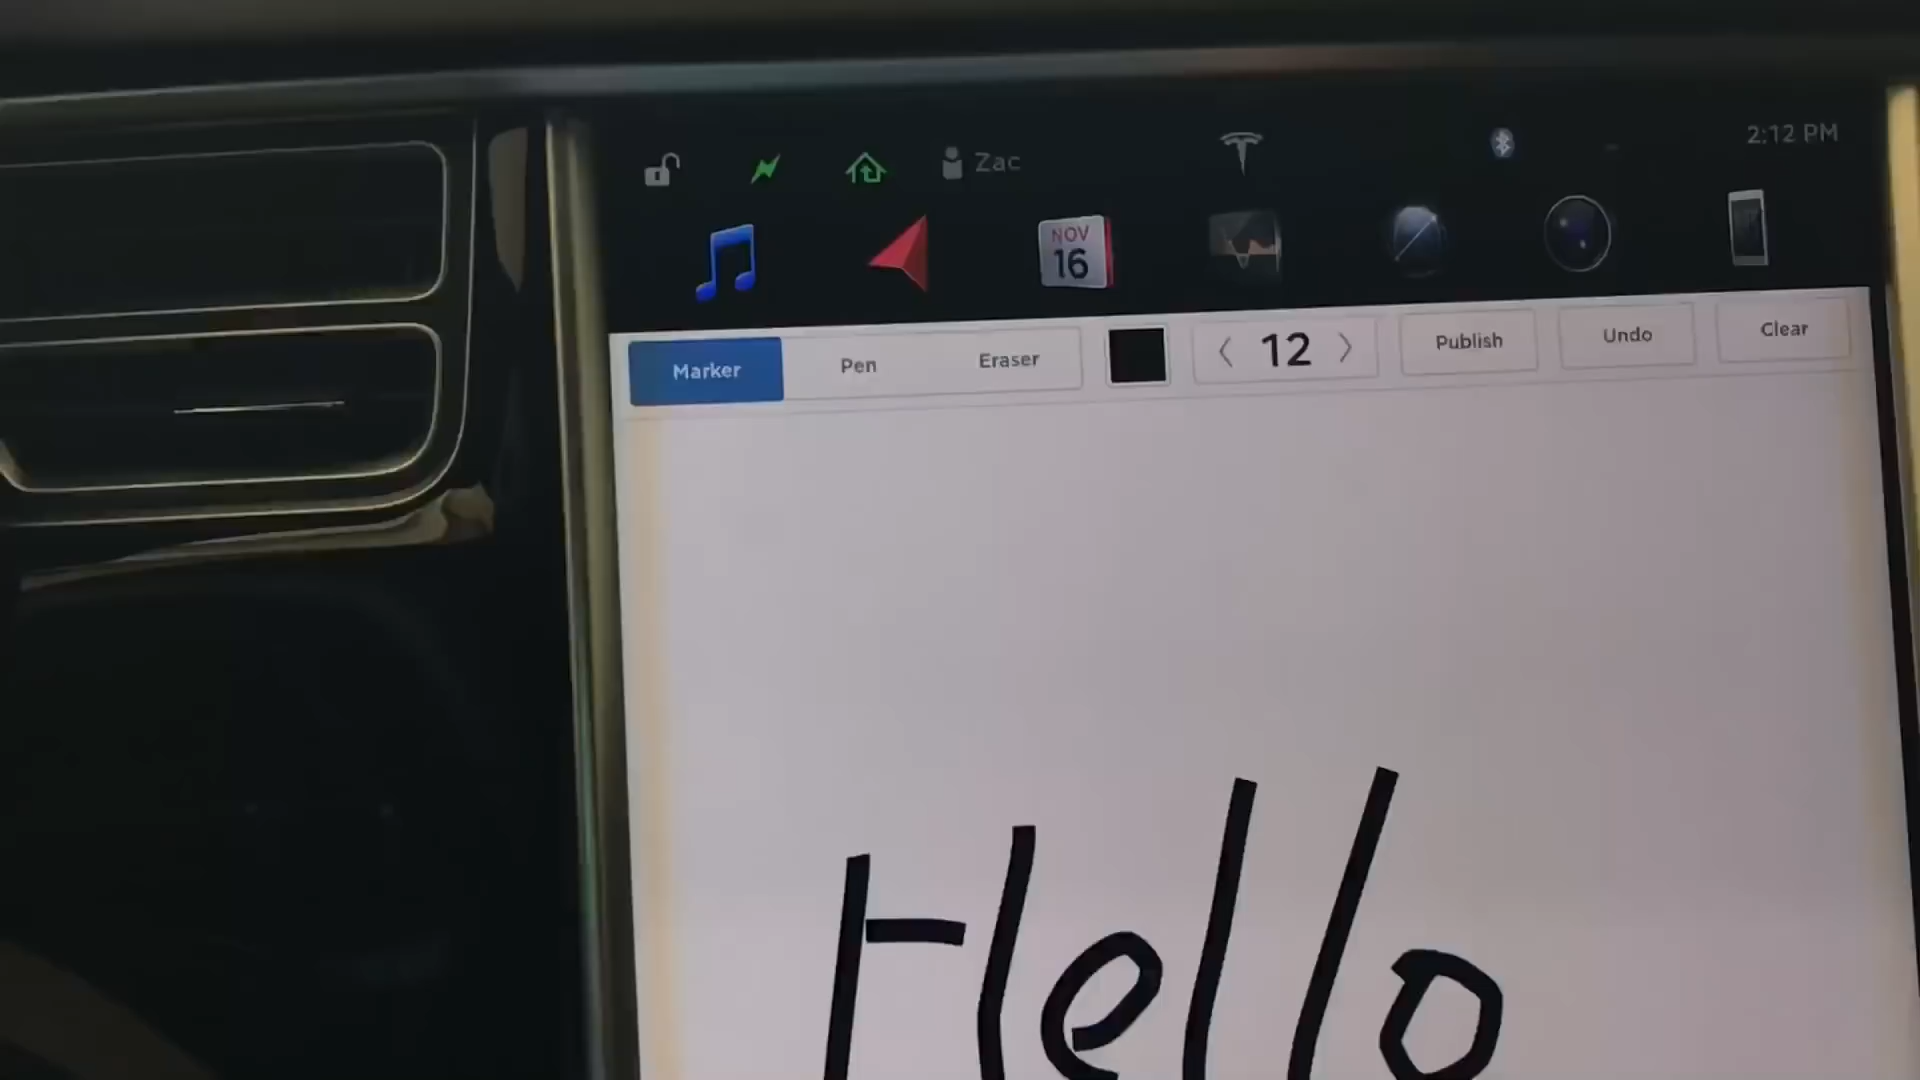 Zac 2:12 PM
NOV
16
Marker Pen Eraser < 12 > Publish Undo Clear
Hello